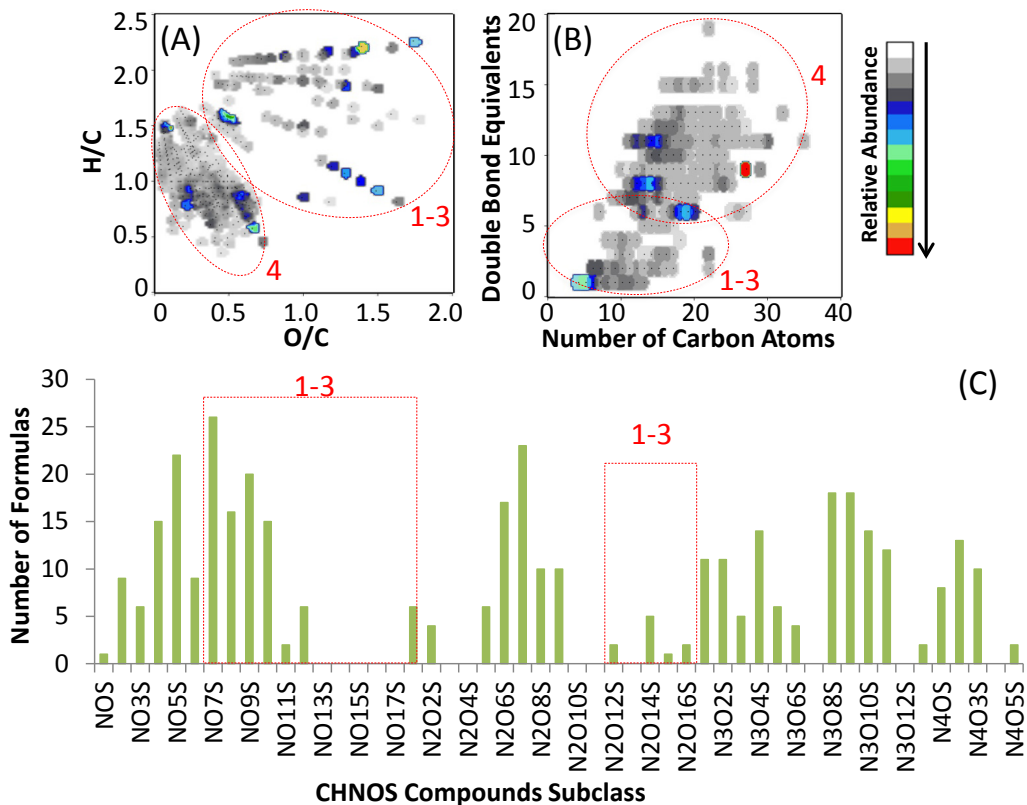 (A)
2.5
2.0
1.5
1.0
0.5
0
H/C
0.0
0.5
1.0
1.5
2.0
O/C
1-3
4
(B)
20
15
10
5
0
Double Bond Equivalents
0
10
20
30
40
Number of Carbon Atoms
4
1-3
Relative Abundance
(C)
30
25
20
15
10
5
0
Number of Formulas
1-3
1-3
NOS
NO3S
NO5S
NO7S
NO9S
NO11S
NO13S
NO15S
NO17S
N2O2S
N2O4S
N2O6S
N2O8S
N2O10S
N2O12S
N2O14S
N2O16S
N3O2S
N3O4S
N3O6S
N3O8S
N3O10S
N3O12S
N4OS
N4O3S
N4O5S
CHNOS Compounds Subclass